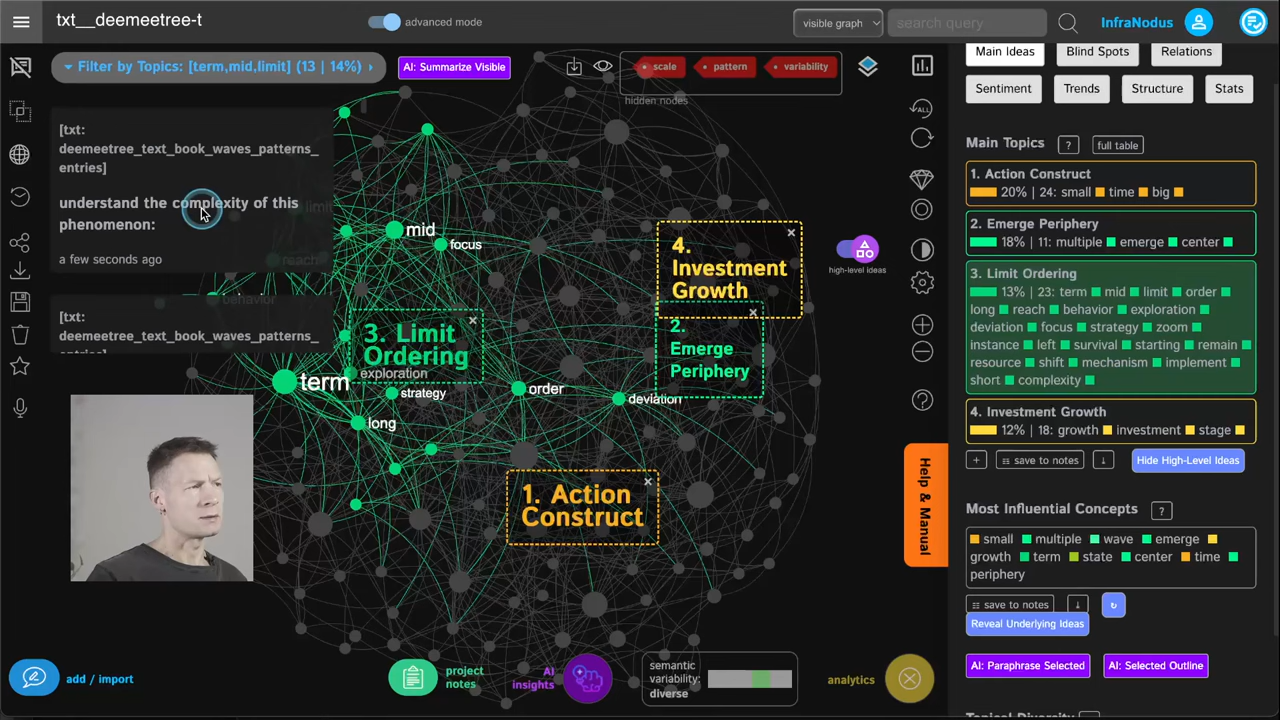 txt__deemeetree-t
advanced mode
visible graph
search query
InfraNodus
Filter by Topics: [term,mid,limit] (13 | 14%)
AI: Summarize Visible
scale
pattern
variability
hidden nodes
[txt:
deemeetree_text_book_waves_patterns_
entries]
understand the complexity of this
phenomenon:
a few seconds ago
[txt:
deemeetree_text_book_waves_patterns_
entries]
limit
reach
behavior
mid
focus
3. Limit
Ordering
exploration
term
strategy
long
order
deviation
4.
Investment
Growth
2.
Emerge
Periphery
1. Action
Construct
high-level ideas
ALL
Help & Manual
Main Ideas
Blind Spots
Relations
Sentiment
Trends
Structure
Stats
Main Topics ? full table
1. Action Construct
20% | 24: small time big
2. Emerge Periphery
18% | 11: multiple emerge center
3. Limit Ordering
13% | 23: term mid limit order
long reach behavior exploration
deviation focus strategy zoom
instance left survival starting remain
resource shift mechanism implement
short complexity
4. Investment Growth
12% | 18: growth investment stage
+ save to notes ↓ Hide High-Level Ideas
Most Influential Concepts ?
small multiple wave emerge
growth term state center time
periphery
save to notes ↓ ↻
Reveal Underlying Ideas
AI: Paraphrase Selected
AI: Selected Outline
Topical Diversity
add / import
project
notes
AI
insights
semantic
variability:
diverse
analytics